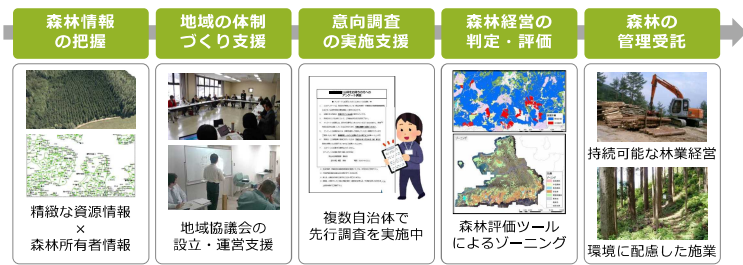 森林情報
の把握
地域の体制
づくり支援
意向調査
の実施支援
森林経営の
判定・評価
森林の
管理受託
精緻な資源情報
×
森林所有者情報
地域協議会の
設立・運営支援
複数自治体で
先行調査を実施中
森林評価ツール
によるゾーニング
持続可能な林業経営
環境に配慮した施業